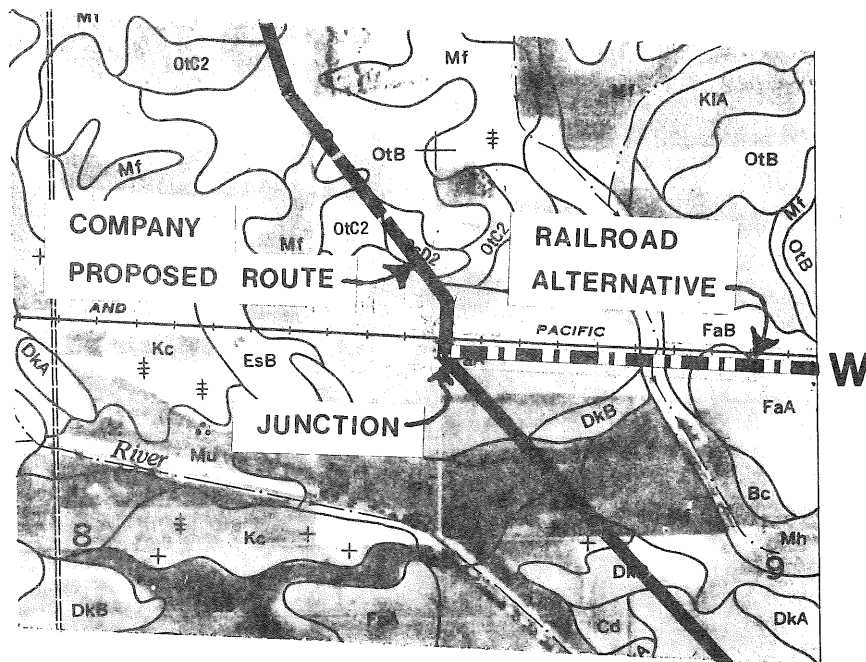 Mf
OtC2
Mf
Mf
KlA
OtB
OtB
Mf
Mf
OtB
COMPANY
PROPOSED ROUTE
Mf
OtC2
OtC2
RAILROAD
ALTERNATIVE
AND
PACIFIC
FaB
DkA
Kc
EsB
W
FaA
JUNCTION
DkB
River
Mu
Bc
8
Kc
Mh
9
DkB
Cd
DkA